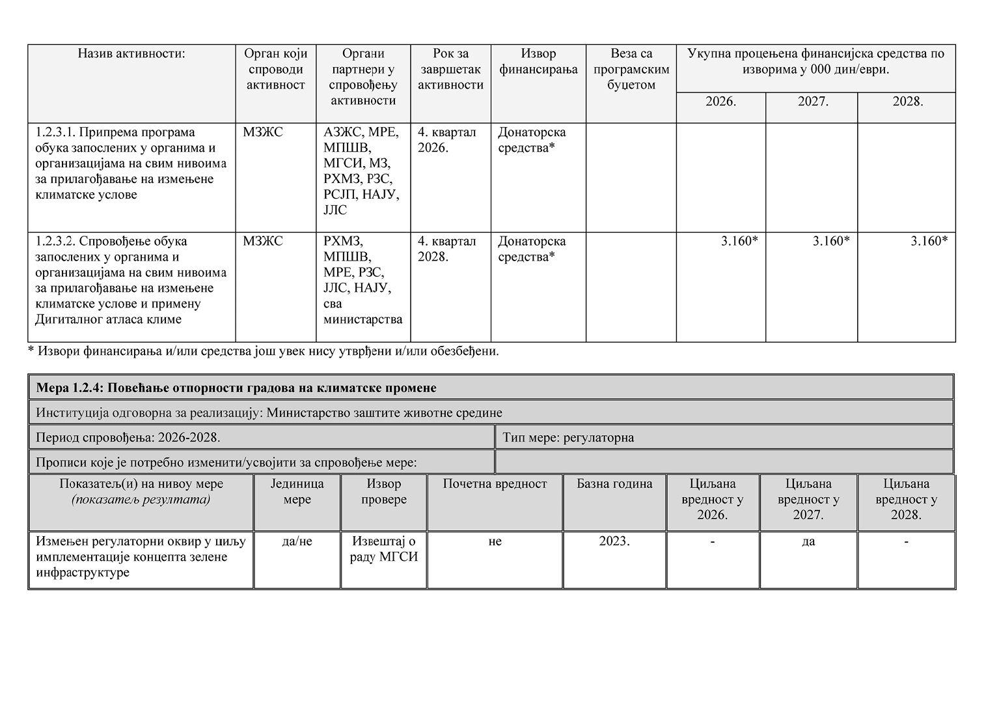 Назив активности:
Орган који
спроводи
активност
Органи
партнери у
спровођењу
активности
Рок за
завршетак
активности
Извор
финансирања
Веза са
програмским
буџетом
Укупна процењена финансијска средства по
изворима у 000 дин/еври.
2026.
2027.
2028.
1.2.3.1. Припрема програма
обука запослених у органима и
организацијама на свим нивоима
за прилагођавање на измењене
климатске услове
МЗЖС
АЗЖС, МРЕ,
МПШВ,
МГСИ, МЗ,
РХМЗ, РЗС,
РСЈП, НАЈУ,
ЈЛС
4. квартал
2026.
Донаторска
средства*
1.2.3.2. Спровођење обука
запослених у органима и
организацијама на свим нивоима
за прилагођавање на измењене
климатске услове и примену
Дигиталног атласа климе
МЗЖС
РХМЗ,
МПШВ,
МРЕ, РЗС,
ЈЛС, НАЈУ,
сва
министарства
4. квартал
2028.
Донаторска
средства*
3.160*
3.160*
3.160*
* Извори финансирања и/или средства још увек нису утврђени и/или обезбеђени.
Мера 1.2.4: Повећање отпорности градова на климатске промене
Институција одговорна за реализацију: Министарство заштите животне средине
Период спровођења: 2026-2028.
Тип мере: регулаторна
Прописи које је потребно изменити/усвојити за спровођење мере:
Показатељ(и) на нивоу мере
(показатељ резултата)
Јединица
мере
Извор
провере
Почетна вредност
Базна година
Циљана
вредност у
2026.
Циљана
вредност у
2027.
Циљана
вредност у
2028.
Измењен регулаторни оквир у циљу
имплементације концепта зелене
инфраструктуре
да/не
Извештај о
раду МГСИ
не
2023.
-
да
-